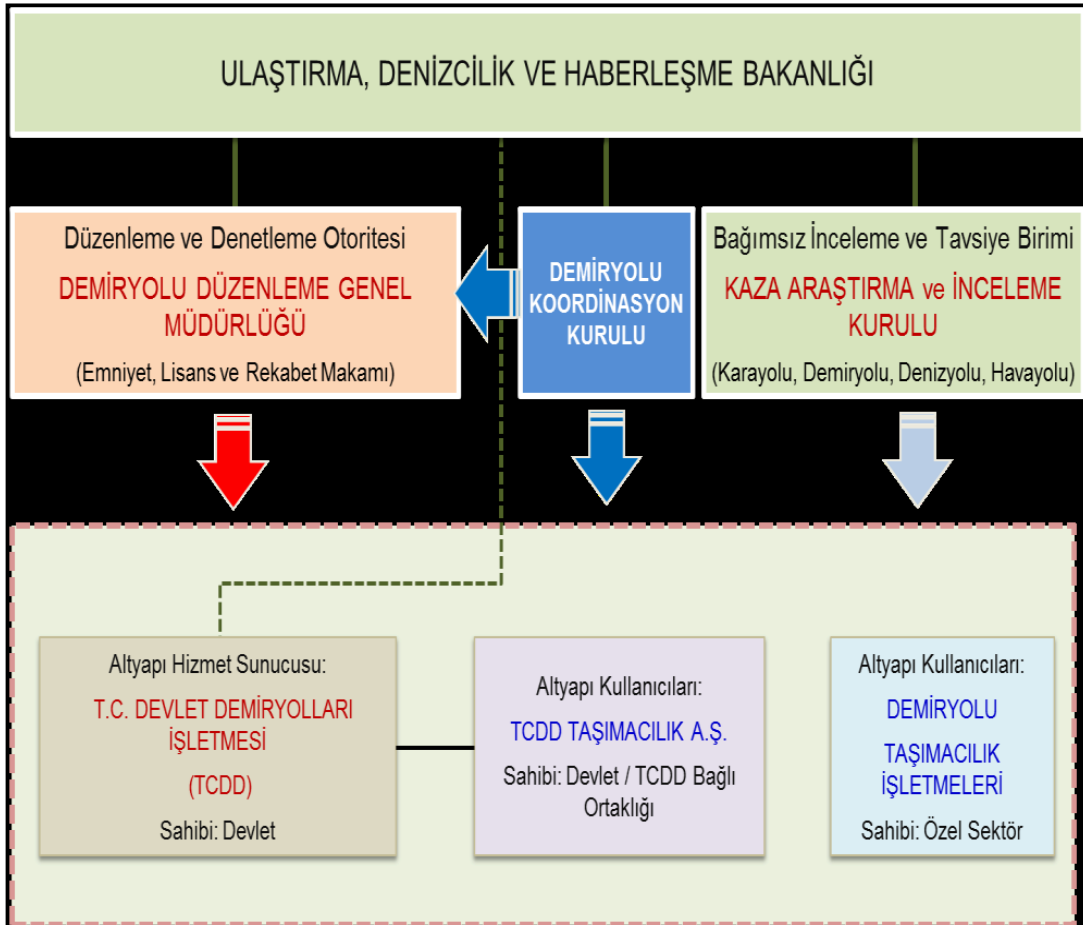 ULAŞTIRMA, DENİZCİLİK VE HABERLEŞME BAKANLIĞI
Düzenleme ve Denetleme Otoritesi
DEMİRYOLU DÜZENLEME GENEL
MÜDÜRLÜĞÜ
(Emniyet, Lisans ve Rekabet Makamı)
DEMİRYOLU
KOORDİNASYON
KURULU
Bağımsız İnceleme ve Tavsiye Birimi
KAZA ARAŞTIRMA ve İNCELEME
KURULU
(Karayolu, Demiryolu, Denizyolu, Havayolu)
Altyapı Hizmet Sunucusu:
T.C. DEVLET DEMİRYOLLARI
İŞLETMESİ
(TCDD)
Sahibi: Devlet
Altyapı Kullanıcıları:
TCDD TAŞIMACILIK A.Ş.
Sahibi: Devlet / TCDD Bağlı
Ortaklığı
Altyapı Kullanıcıları:
DEMİRYOLU
TAŞIMACILIK
İŞLETMELERİ
Sahibi: Özel Sektör